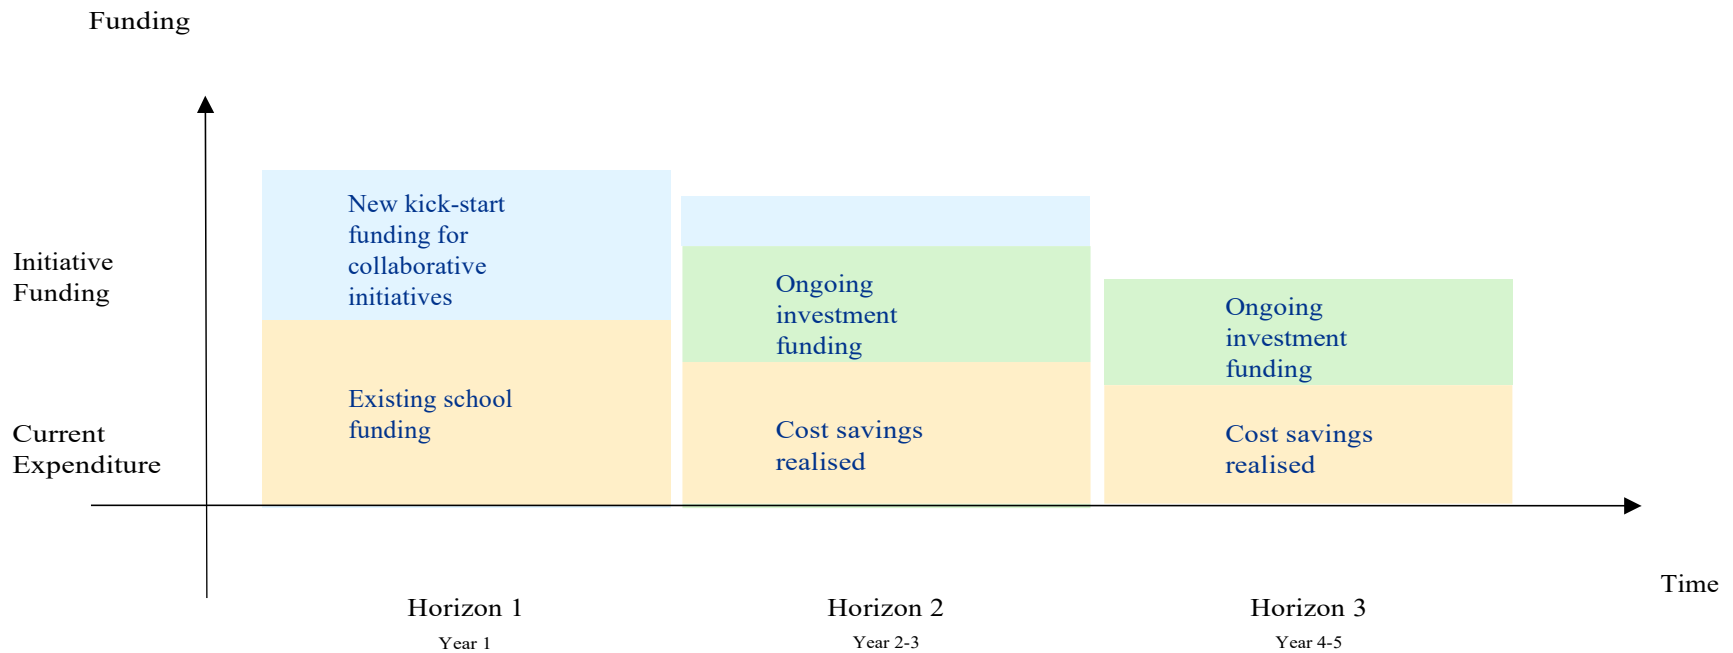 Funding
New kick-start
funding for
collaborative
initiatives
Initiative
Funding
Ongoing
investment
funding
Ongoing
investment
funding
Existing school
funding
Current
Expenditure
Cost savings
realised
Cost savings
realised
Time
Horizon 1
Horizon 2
Horizon 3
Year 1
Year 2-3
Year 4-5